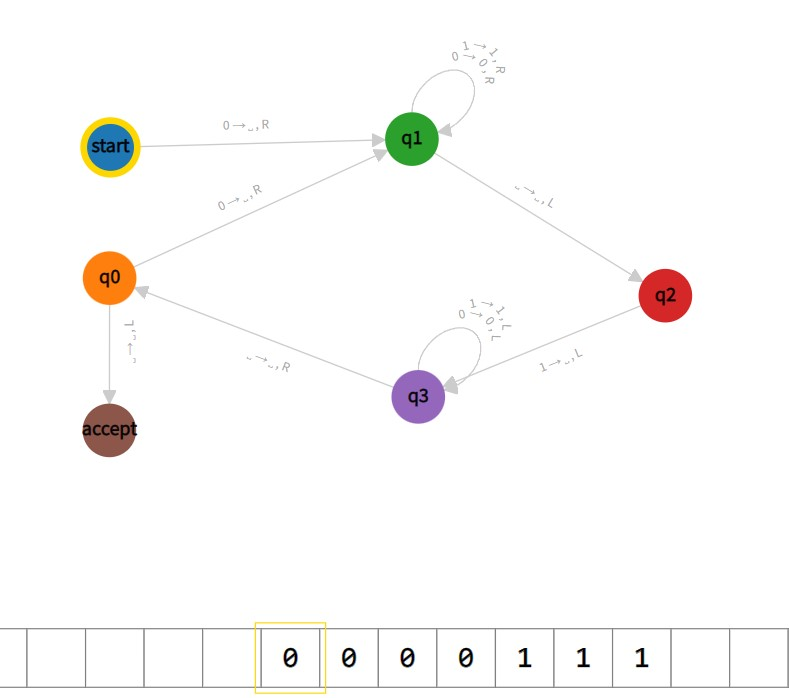 1→1,R
0→0,R
start
0→␣,R
q1
0→␣,R
␣→␣,L
q0
q2
␣→␣,L
1→1,L
0→0,L
␣→␣,R
1→␣,L
q3
accept
0 0 0 0 1 1 1